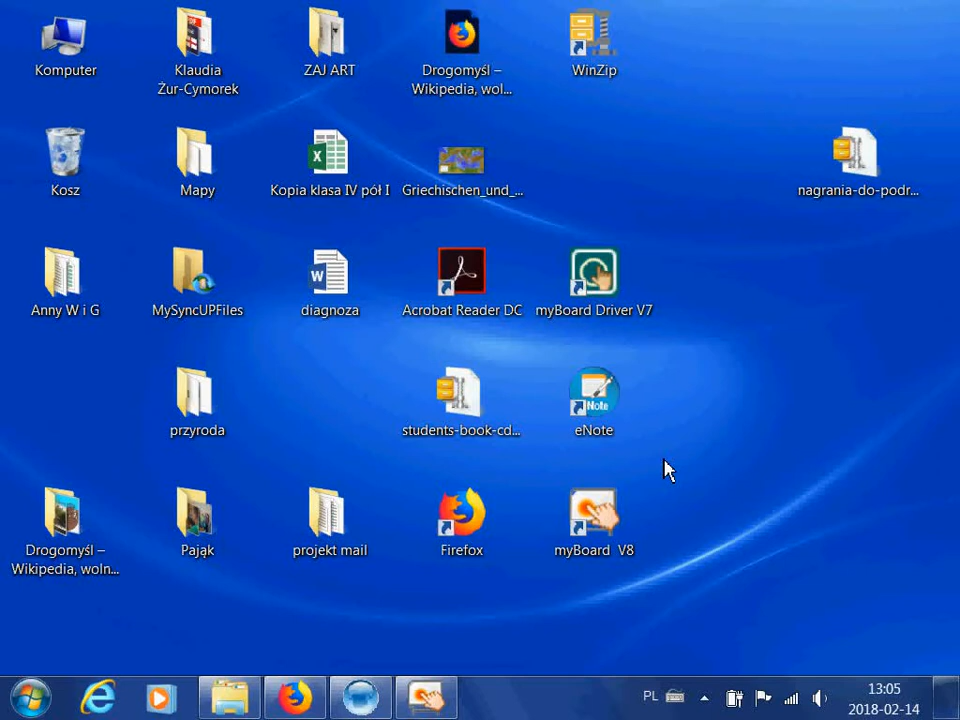 Komputer
Klaudia
Żur-Cymorek
ZAJ ART
Drogomyśl –
Wikipedia, wol...
WinZip
Kosz
Mapy
Kopia klasa IV pół I
Griechischen_und_...
nagrania-do-podr...
Anny W i G
MySyncUPFiles
diagnoza
Acrobat Reader DC
myBoard Driver V7
przyroda
students-book-cd...
Note
eNote
Drogomyśl –
Wikipedia, woln...
Pająk
projekt mail
Firefox
myBoard V8
PL
13:05
2018-02-14